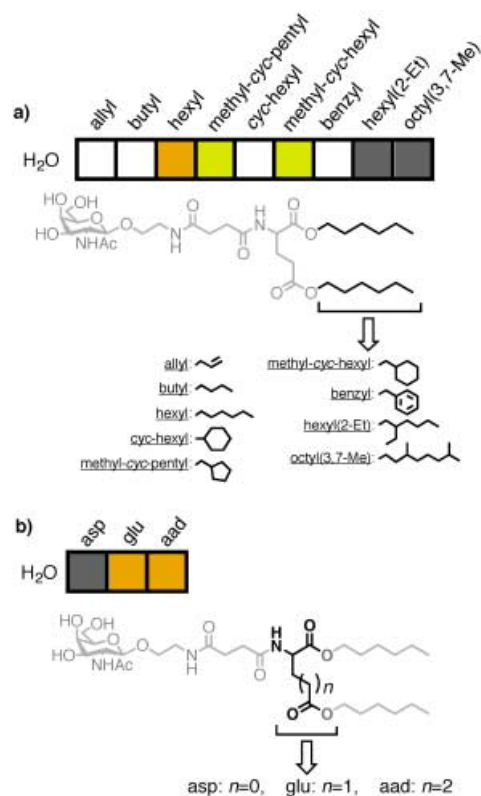 a)
allyl
butyl
hexyl
methyl-cyc-pentyl
cyc-hexyl
methyl-cyc-hexyl
benzyl
hexyl(2-Et)
octyl(3,7-Me)
H₂O
OH
OH
HO
NHAc
O
O
N
H
O
O
H
N
O
O
O
O
allyl:
butyl:
hexyl:
cyc-hexyl:
methyl-cyc-pentyl:
methyl-cyc-hexyl:
benzyl:
hexyl(2-Et):
octyl(3,7-Me):
b)
asp
glu
aad
H₂O
HO
OH
O
HO
NHAc
O
N
H
O
O
H
N
O
O
( )n
O
O
asp: n=0, glu: n=1, aad: n=2